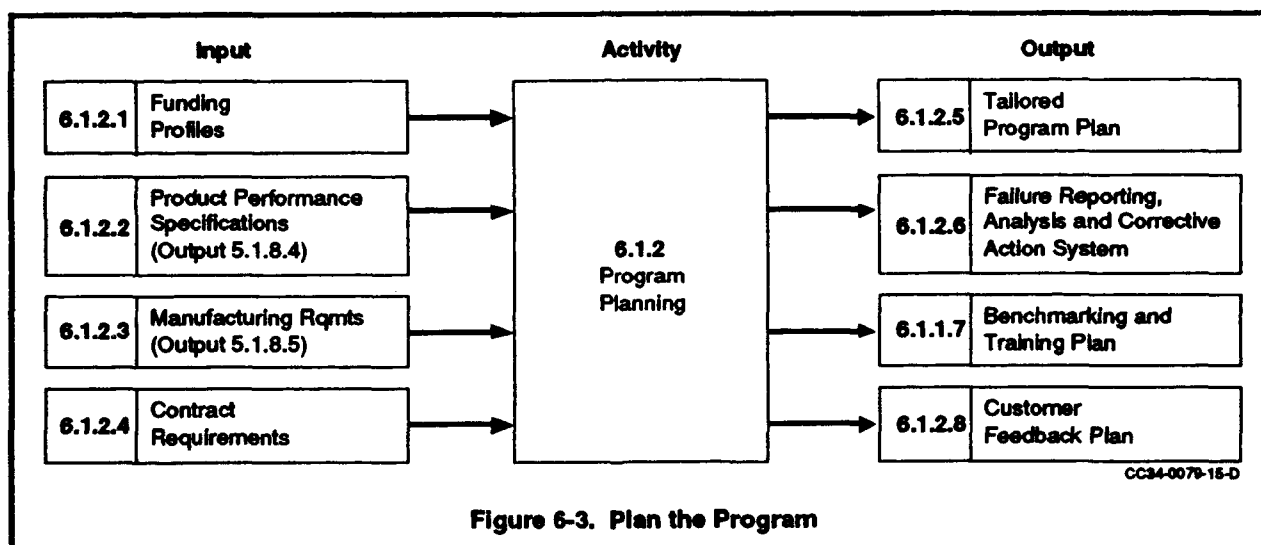 Input
Activity
Output
6.1.2.1
Funding
Profiles
6.1.2.2
Product Performance
Specifications
(Output 5.1.8.4)
6.1.2.3
Manufacturing Rqmts
(Output 5.1.8.5)
6.1.2.4
Contract
Requirements
6.1.2
Program
Planning
6.1.2.5
Tailored
Program Plan
6.1.2.6
Failure Reporting,
Analysis and Corrective
Action System
6.1.1.7
Benchmarking and
Training Plan
6.1.2.8
Customer
Feedback Plan
CC34-0079-15-D
Figure 6-3. Plan the Program